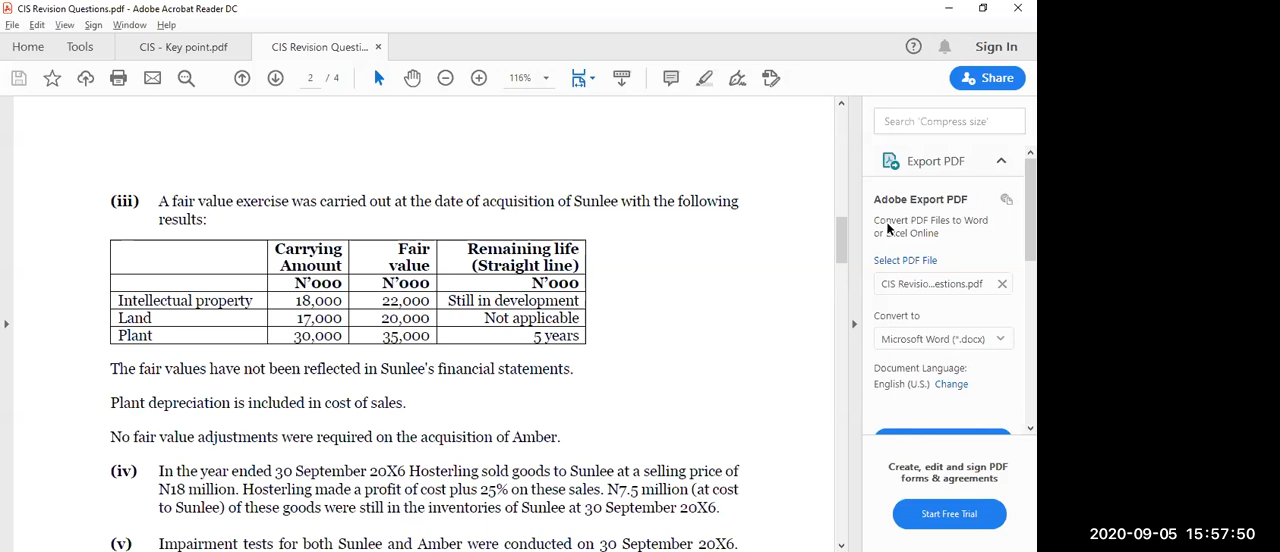 CIS Revision Questions.pdf - Adobe Acrobat Reader DC
File Edit View Sign Window Help
Home Tools CIS - Key point.pdf CIS Revision Questi... × Sign In
2 / 4 116% Share
(iii) A fair value exercise was carried out at the date of acquisition of Sunlee with the following
results:
Carrying Amount Fair value Remaining life (Straight line)
N'000 N'000 N'000
Intellectual property 18,000 22,000 Still in development
Land 17,000 20,000 Not applicable
Plant 30,000 35,000 5 years
The fair values have not been reflected in Sunlee's financial statements.
Plant depreciation is included in cost of sales.
No fair value adjustments were required on the acquisition of Amber.
(iv) In the year ended 30 September 20X6 Hosterling sold goods to Sunlee at a selling price of
N18 million. Hosterling made a profit of cost plus 25% on these sales. N7.5 million (at cost
to Sunlee) of these goods were still in the inventories of Sunlee at 30 September 20X6.
(v) Impairment tests for both Sunlee and Amber were conducted on 30 September 20X6.
Search 'Compress size'
Export PDF
Adobe Export PDF
Convert PDF Files to Word
or Excel Online
Select PDF File
CIS Revisio...estions.pdf ×
Convert to
Microsoft Word (*.docx)
Document Language:
English (U.S.) Change
Create, edit and sign PDF
forms & agreements
Start Free Trial
2020-09-05 15:57:50